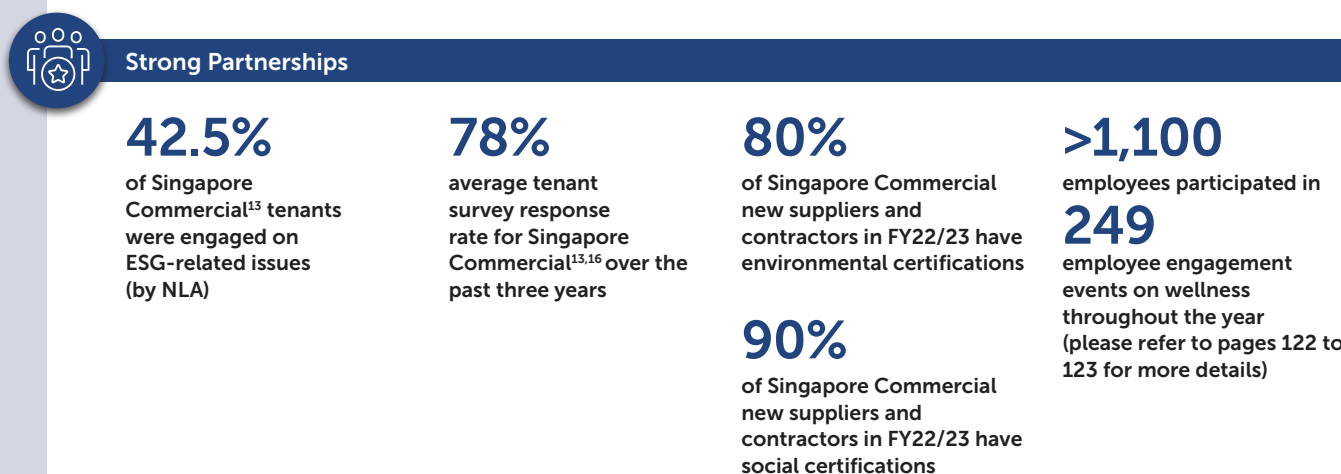 Strong Partnerships
42.5%
of Singapore
Commercial13 tenants
were engaged on
ESG-related issues
(by NLA)
78%
average tenant
survey response
rate for Singapore
Commercial13,16 over the
past three years
80%
of Singapore Commercial
new suppliers and
contractors in FY22/23 have
environmental certifications
90%
of Singapore Commercial
new suppliers and
contractors in FY22/23 have
social certifications
>1,100
employees participated in
249
employee engagement
events on wellness
throughout the year
(please refer to pages 122 to
123 for more details)